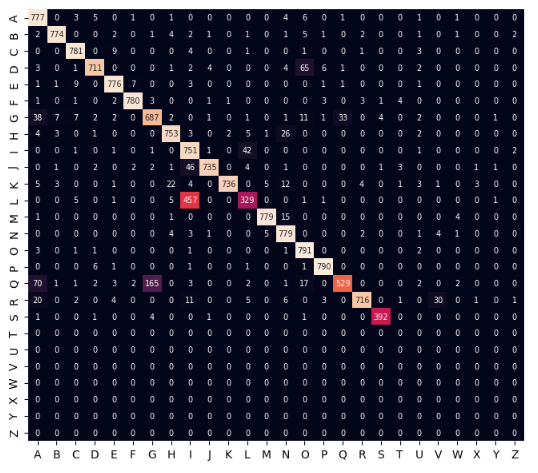 A 777 0 3 5 0 1 0 1 0 0 0 0 0 4 6 0 1 0 0 0 1 0 1 0 0 0
B 2 774 0 0 2 0 1 4 2 1 0 1 0 1 5 1 0 2 0 0 1 0 1 0 0 2
C 0 0 781 0 9 0 0 0 4 0 0 1 0 0 1 0 0 1 0 0 3 0 0 0 0 0
D 3 0 1 711 0 0 0 1 2 4 0 0 0 4 65 6 1 0 0 0 0 0 0 0 0 0
E 1 1 9 0 776 7 0 0 3 0 0 0 0 0 0 1 1 0 0 0 1 0 0 0 0 0
F 1 0 1 0 2 780 3 0 0 0 1 1 0 0 0 3 0 0 1 4 0 0 0 0 0 0
G 38 0 7 2 2 0 687 2 0 1 0 1 0 1 11 1 33 0 4 0 0 0 0 0 1 0
H 4 3 0 1 0 0 0 753 3 0 2 5 1 26 0 0 0 0 0 0 2 0 0 0 0 0
I 0 0 1 0 1 0 1 0 751 1 0 42 0 0 0 0 0 0 0 0 1 0 0 0 0 2
J 0 1 0 2 0 2 2 1 46 735 0 4 0 1 0 0 0 0 1 3 0 1 0 0 1 0
K 5 3 0 0 1 0 0 22 4 0 736 0 5 12 0 0 0 4 0 1 3 1 0 3 0 0
L 0 0 5 0 1 0 0 5 457 0 0 329 0 0 1 1 0 0 0 0 0 0 0 0 1 0
M 1 0 0 0 0 0 0 1 0 0 0 0 779 15 0 0 0 0 0 0 0 0 4 0 0 0
N 0 0 0 0 0 0 0 4 3 1 0 0 5 779 0 0 0 2 0 0 1 4 1 0 0 0
O 3 0 1 1 0 0 0 0 1 0 0 0 0 0 791 0 0 0 0 0 2 0 0 0 0 0
P 0 0 0 6 1 0 0 0 1 0 0 0 0 0 0 790 0 0 0 0 0 0 0 0 0 0
Q 70 1 0 2 3 2 165 0 3 0 0 0 0 1 17 0 529 0 0 0 0 0 2 0 0 0
R 20 0 1 0 4 0 0 0 11 0 0 5 0 6 0 3 0 716 0 1 0 30 0 1 0 1
S 0 0 0 1 0 0 4 0 0 1 0 0 0 0 1 0 0 0 392 0 0 0 0 0 0 0
T 0 0 0 0 0 0 0 0 0 0 0 0 0 0 0 0 0 0 0 0 0 0 0 0 0 0
U 0 0 0 0 0 0 0 0 0 0 0 0 0 0 0 0 0 0 0 0 0 0 0 0 0 0
V 0 0 0 0 0 0 0 0 0 0 0 0 0 0 0 0 0 0 0 0 0 0 0 0 0 0
W 0 0 0 0 0 0 0 0 0 0 0 0 0 0 0 0 0 0 0 0 0 0 0 0 0 0
X 0 0 0 0 0 0 0 0 0 0 0 0 0 0 0 0 0 0 0 0 0 0 0 0 0 0
Y 0 0 0 0 0 0 0 0 0 0 0 0 0 0 0 0 0 0 0 0 0 0 0 0 0 0
Z 0 0 0 0 0 0 0 0 0 0 0 0 0 0 0 0 0 0 0 0 0 0 0 0 0 0
A B C D E F G H I J K L M N O P Q R S T U V W X Y Z